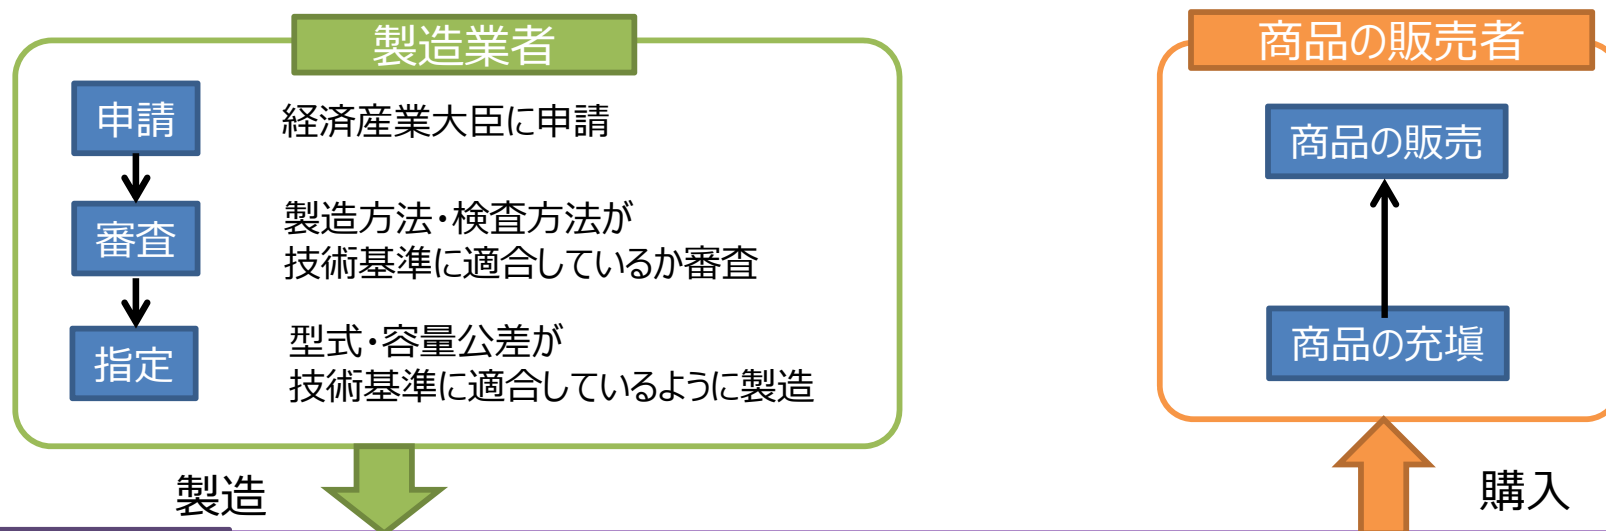 製造業者
申請
経済産業大臣に申請
審査
製造方法・検査方法が
技術基準に適合しているか審査
指定
型式・容量公差が
技術基準に適合しているように製造
製造
商品の販売者
商品の販売
商品の充塡
購入